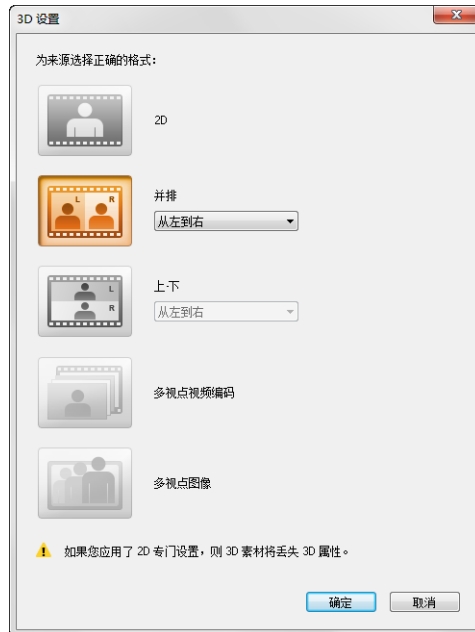 3D 设置
为来源选择正确的格式：
2D
L R
并排
从左到右
L
上-下
R
从左到右
多视点视频编码
多视点图像
如果您应用了 2D 专门设置，则 3D 素材将丢失 3D 属性。
确定 取消